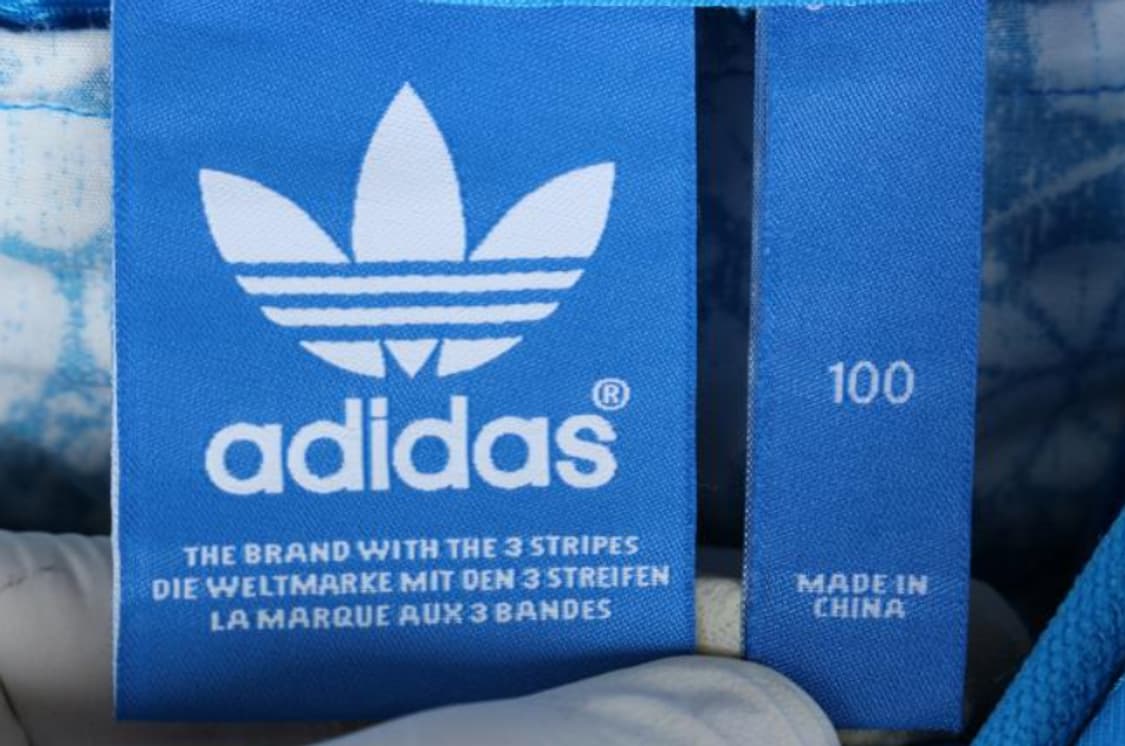 adidas®
THE BRAND WITH THE 3 STRIPES
DIE WELTMARKE MIT DEN 3 STREIFEN
LA MARQUE AUX 3 BANDES
100
MADE IN
CHINA